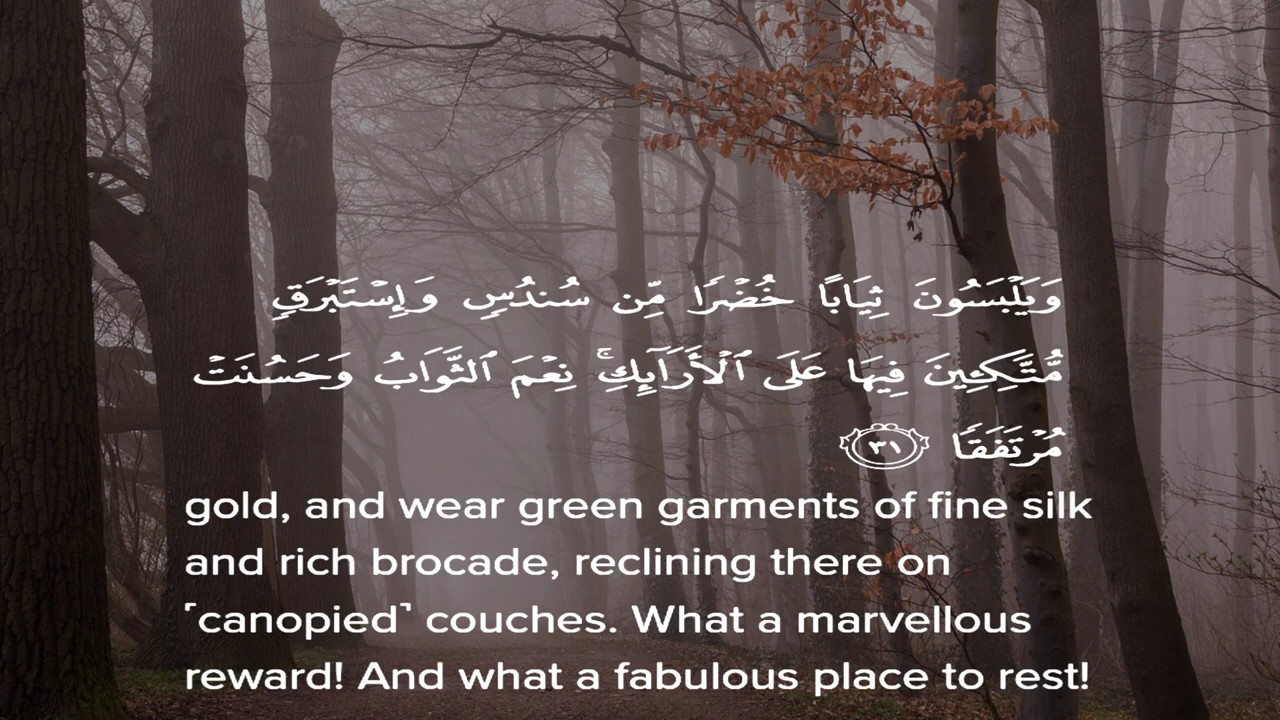 وَيَلْبَسُونَ ثِيَابًا خُضْرًا مِّن سُندُسٍ وَإِسْتَبْرَقٍ
مُّتَّكِـِٔينَ فِيهَا عَلَى ٱلْأَرَآئِكِ ۚ نِعْمَ ٱلثَّوَابُ وَحَسُنَتْ
مُرْتَفَقًا ٣١
gold, and wear green garments of fine silk
and rich brocade, reclining there on
˹canopied˺ couches. What a marvellous
reward! And what a fabulous place to rest!